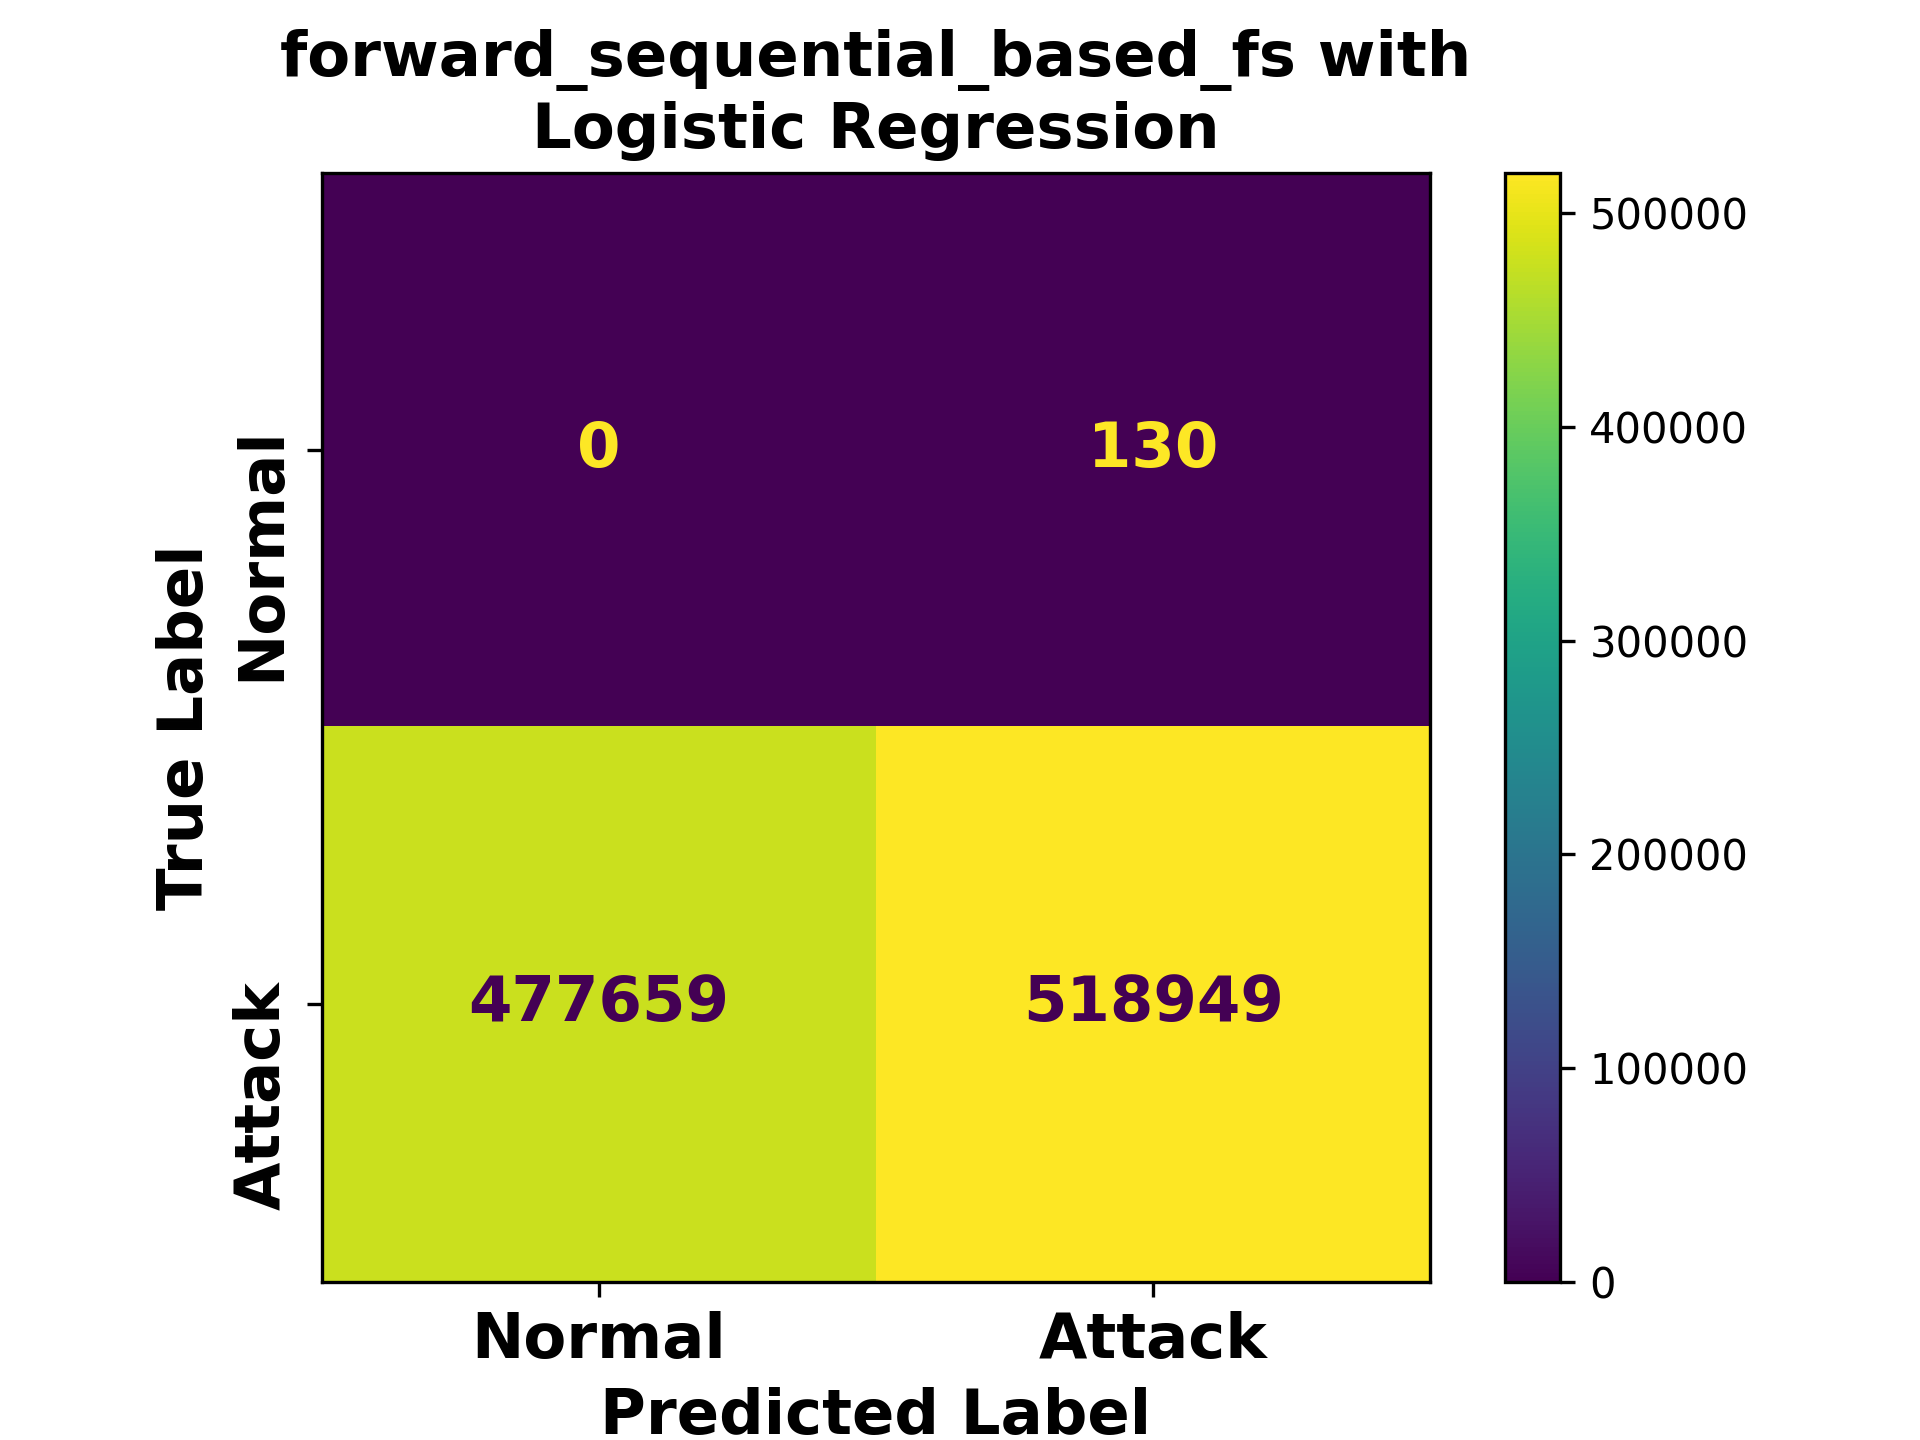 forward_sequential_based_fs with
Logistic Regression
True Label
Normal
Attack
0
130
477659
518949
Normal
Attack
Predicted Label
500000
400000
300000
200000
100000
0